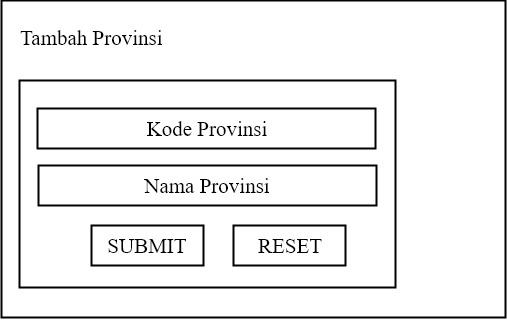 Tambah Provinsi
Kode Provinsi
Nama Provinsi
SUBMIT RESET